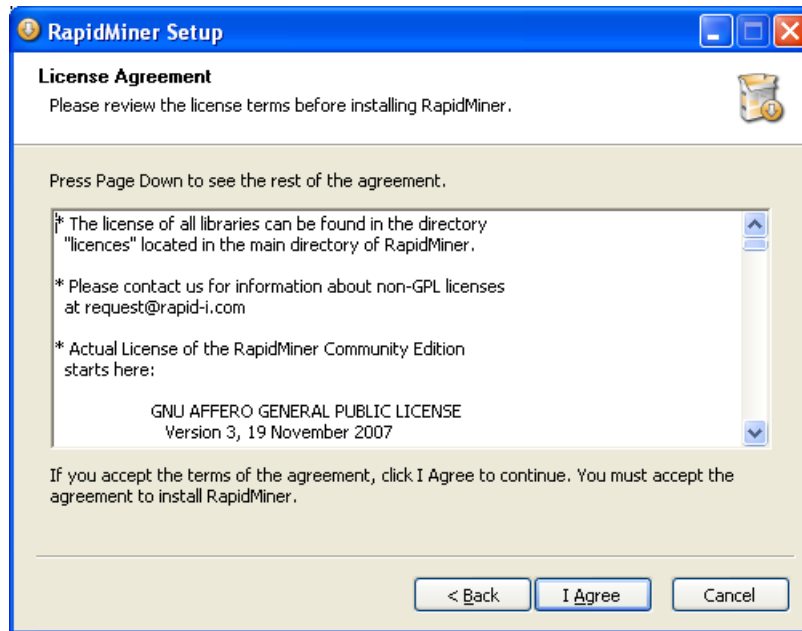 RapidMiner Setup
License Agreement
Please review the license terms before installing RapidMiner.
Press Page Down to see the rest of the agreement.
* The license of all libraries can be found in the directory
"licences" located in the main directory of RapidMiner.
* Please contact us for information about non-GPL licenses
at request@rapid-i.com
* Actual License of the RapidMiner Community Edition
starts here:
GNU AFFERO GENERAL PUBLIC LICENSE
Version 3, 19 November 2007
If you accept the terms of the agreement, click I Agree to continue. You must accept the
agreement to install RapidMiner.
< Back I Agree Cancel